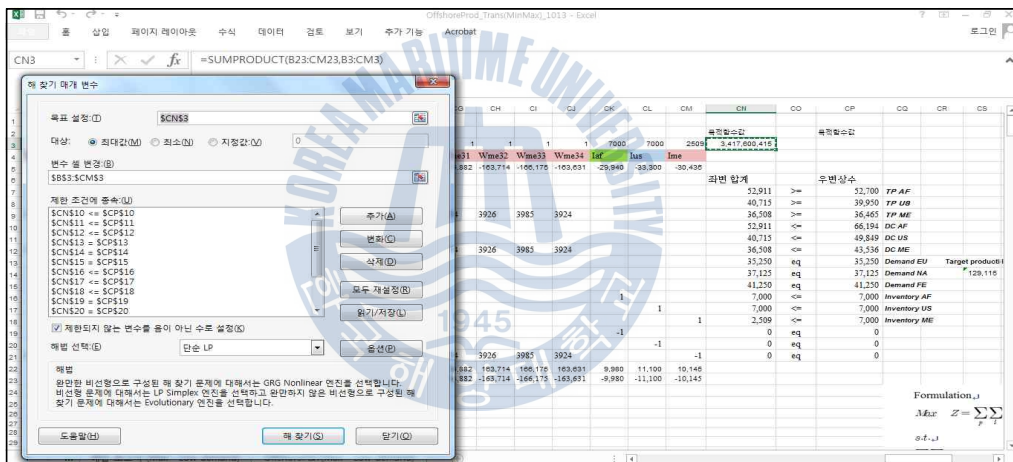 OffshoreProd_Trans(MinMax)_1013 - Excel
홈 삽입 페이지 레이아웃 수식 데이터 검토 보기 추가 기능 Acrobat 로그인
CN3 fx =SUMPRODUCT(B23:CM23,B3:CM3)
해 찾기 매개 변수
목표 설정:(T) $CN$3
대상: 최대값(M) 최소(N) 지정값:(V) 0
변수 셀 변경:(B)
$B$3:$CM$3
제한 조건에 종속:(U)
$CN$10 <= $CP$10
$CN$11 <= $CP$11
$CN$12 <= $CP$12
$CN$13 = $CP$13
$CN$14 = $CP$14
$CN$15 = $CP$15
$CN$16 <= $CP$16
$CN$17 <= $CP$17
$CN$18 <= $CP$18
$CN$19 = $CP$19
$CN$20 = $CP$20
추가(A)
변화(C)
삭제(D)
모두 재설정(R)
읽기/저장(L)
제한되지 않는 변수를 음이 아닌 수로 설정(K)
해법 선택:(E) 단순 LP 옵션(P)
해법
완만한 비선형으로 구성된 해 찾기 문제에 대해서는 GRG Nonlinear 엔진을 선택합니다.
비선형 문제에 대해서는 LP Simplex 엔진을 선택하고 완만하지 않은 비선형으로 구성된 해
찾기 문제에 대해서는 Evolutionary 엔진을 선택합니다.
도움말(H) 해 찾기(S) 닫기(O)
CH CI CJ CK CL CM CN CO CP CQ CR CS
목적함수값 목적함수값
1 1 1 1 7000 7000 2509 3,417,600,415
Wme32 Wme33 Wme34 Iaf Ius Ime
-163,714 -166,175 -163,631 -29,940 -33,300 -30,436
좌변 합계 우변상수
52,911 >= 52,700 TP AF
40,715 >= 39,950 TP UB
3926 3985 3924 36,508 >= 36,465 TP ME
52,911 <= 66,194 DC AF
40,715 <= 49,849 DC US
3926 3985 3924 36,508 <= 43,536 DC ME
35,250 eq 35,250 Demand EU Target producti
37,125 eq 37,125 Demand NA 129,116
41,250 eq 41,250 Demand FE
1 7,000 <= 7,000 Inventory AF
1 7,000 <= 7,000 Inventory US
1 2,509 <= 7,000 Inventory ME
-1 0 eq 0
-1 0 eq 0
3926 3985 3924 -1 0 eq 0
163,714 166,175 163,631 9,980 11,100 10,145
-163,714 -166,175 -163,631 -9,980 -11,100 -10,145
Formulation
Max Z = ∑∑
p i
s.t.
KOREA MARITIME UNIV.
1945